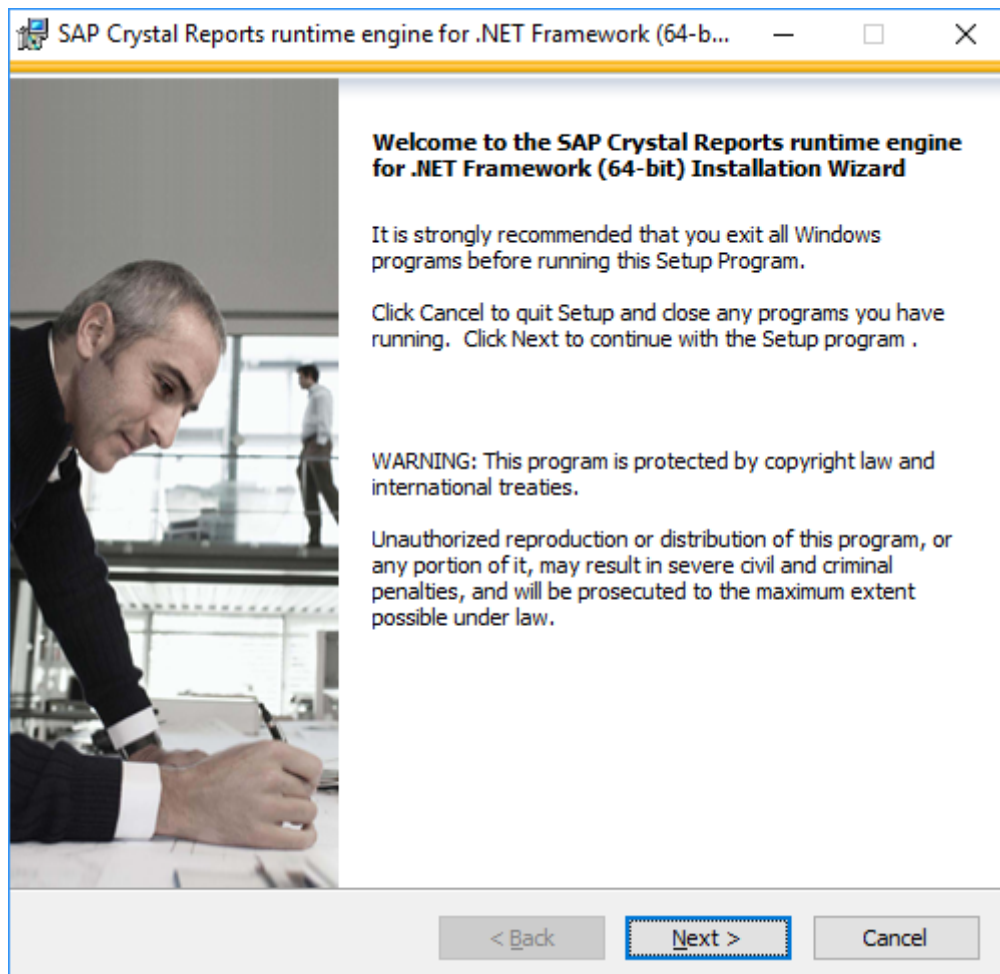 SAP Crystal Reports runtime engine for .NET Framework (64-b...
Welcome to the SAP Crystal Reports runtime engine
for .NET Framework (64-bit) Installation Wizard
It is strongly recommended that you exit all Windows
programs before running this Setup Program.
Click Cancel to quit Setup and close any programs you have
running.  Click Next to continue with the Setup program .
WARNING: This program is protected by copyright law and
international treaties.
Unauthorized reproduction or distribution of this program, or
any portion of it, may result in severe civil and criminal
penalties, and will be prosecuted to the maximum extent
possible under law.
< Back
Next >
Cancel